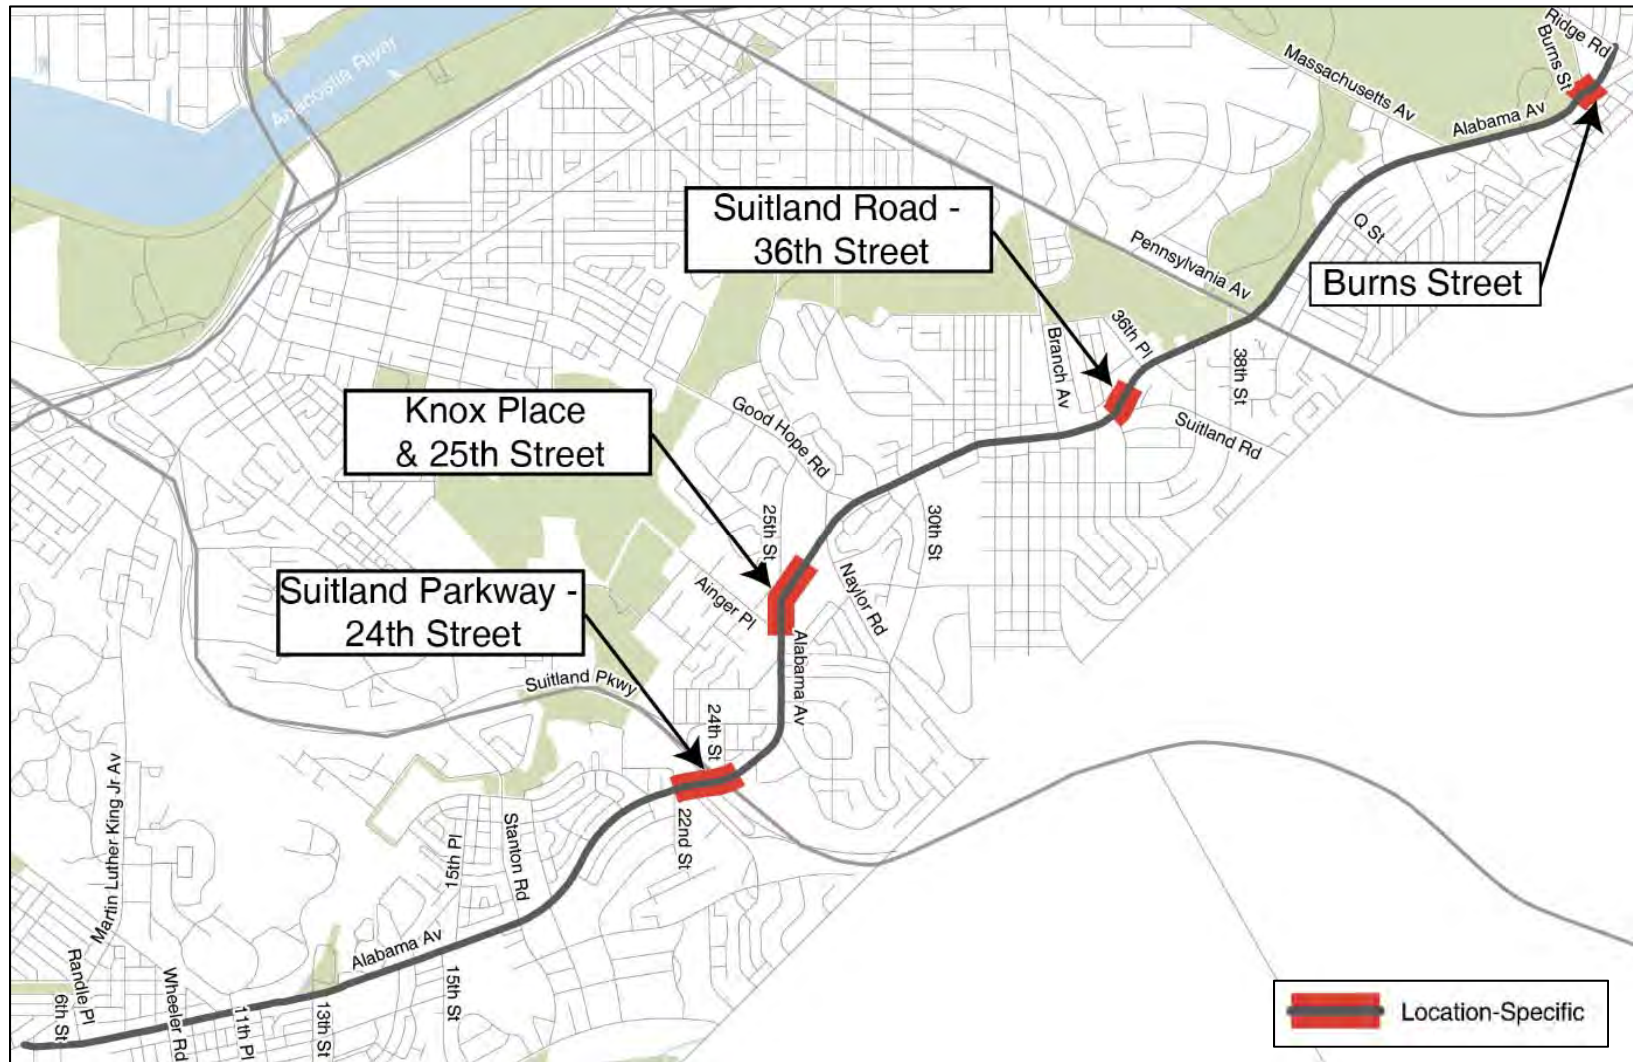 Ridge Rd
Burns St
Massachusetts Av
Anacostia River
Alabama Av
Suitland Road -
36th Street
Q St
Pennsylvania Av
Burns Street
36th Pl
Branch Av
38th St
Knox Place
& 25th Street
Good Hope Rd
Suitland Rd
25th St
30th St
Naylor Rd
Ainger Pl
Suitland Parkway -
24th Street
Alabama Av
Suitland Pkwy
24th St
Martin Luther King Jr Av
22nd St
Stanton Rd
15th Pl
Alabama Av
Randle Pl
6th St
Wheeler Rd
11th Pl
13th St
15th St
Location-Specific